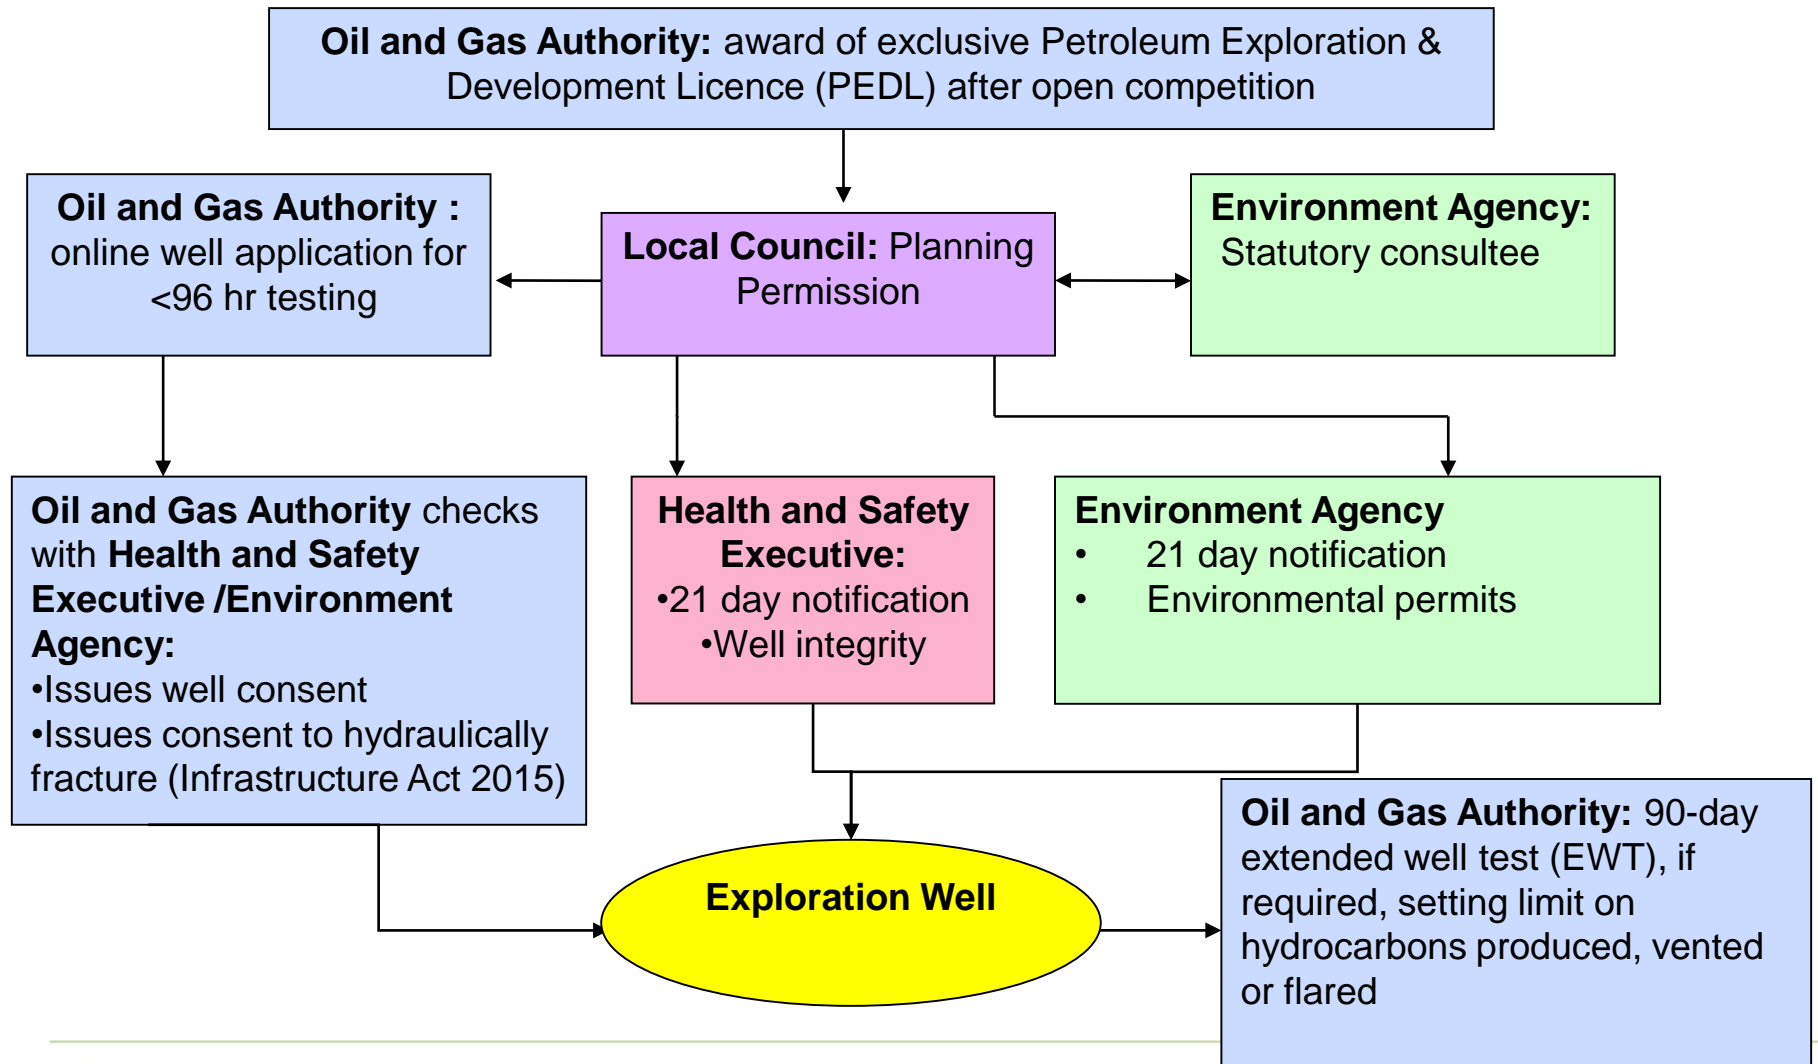 Oil and Gas Authority: award of exclusive Petroleum Exploration &
Development Licence (PEDL) after open competition
Oil and Gas Authority :
online well application for
<96 hr testing
Local Council: Planning
Permission
Environment Agency:
Statutory consultee
Oil and Gas Authority checks
with Health and Safety
Executive /Environment
Agency:
•Issues well consent
•Issues consent to hydraulically
fracture (Infrastructure Act 2015)
Health and Safety
Executive:
•21 day notification
•Well integrity
Environment Agency
• 21 day notification
• Environmental permits
Exploration Well
Oil and Gas Authority: 90-day
extended well test (EWT), if
required, setting limit on
hydrocarbons produced, vented
or flared